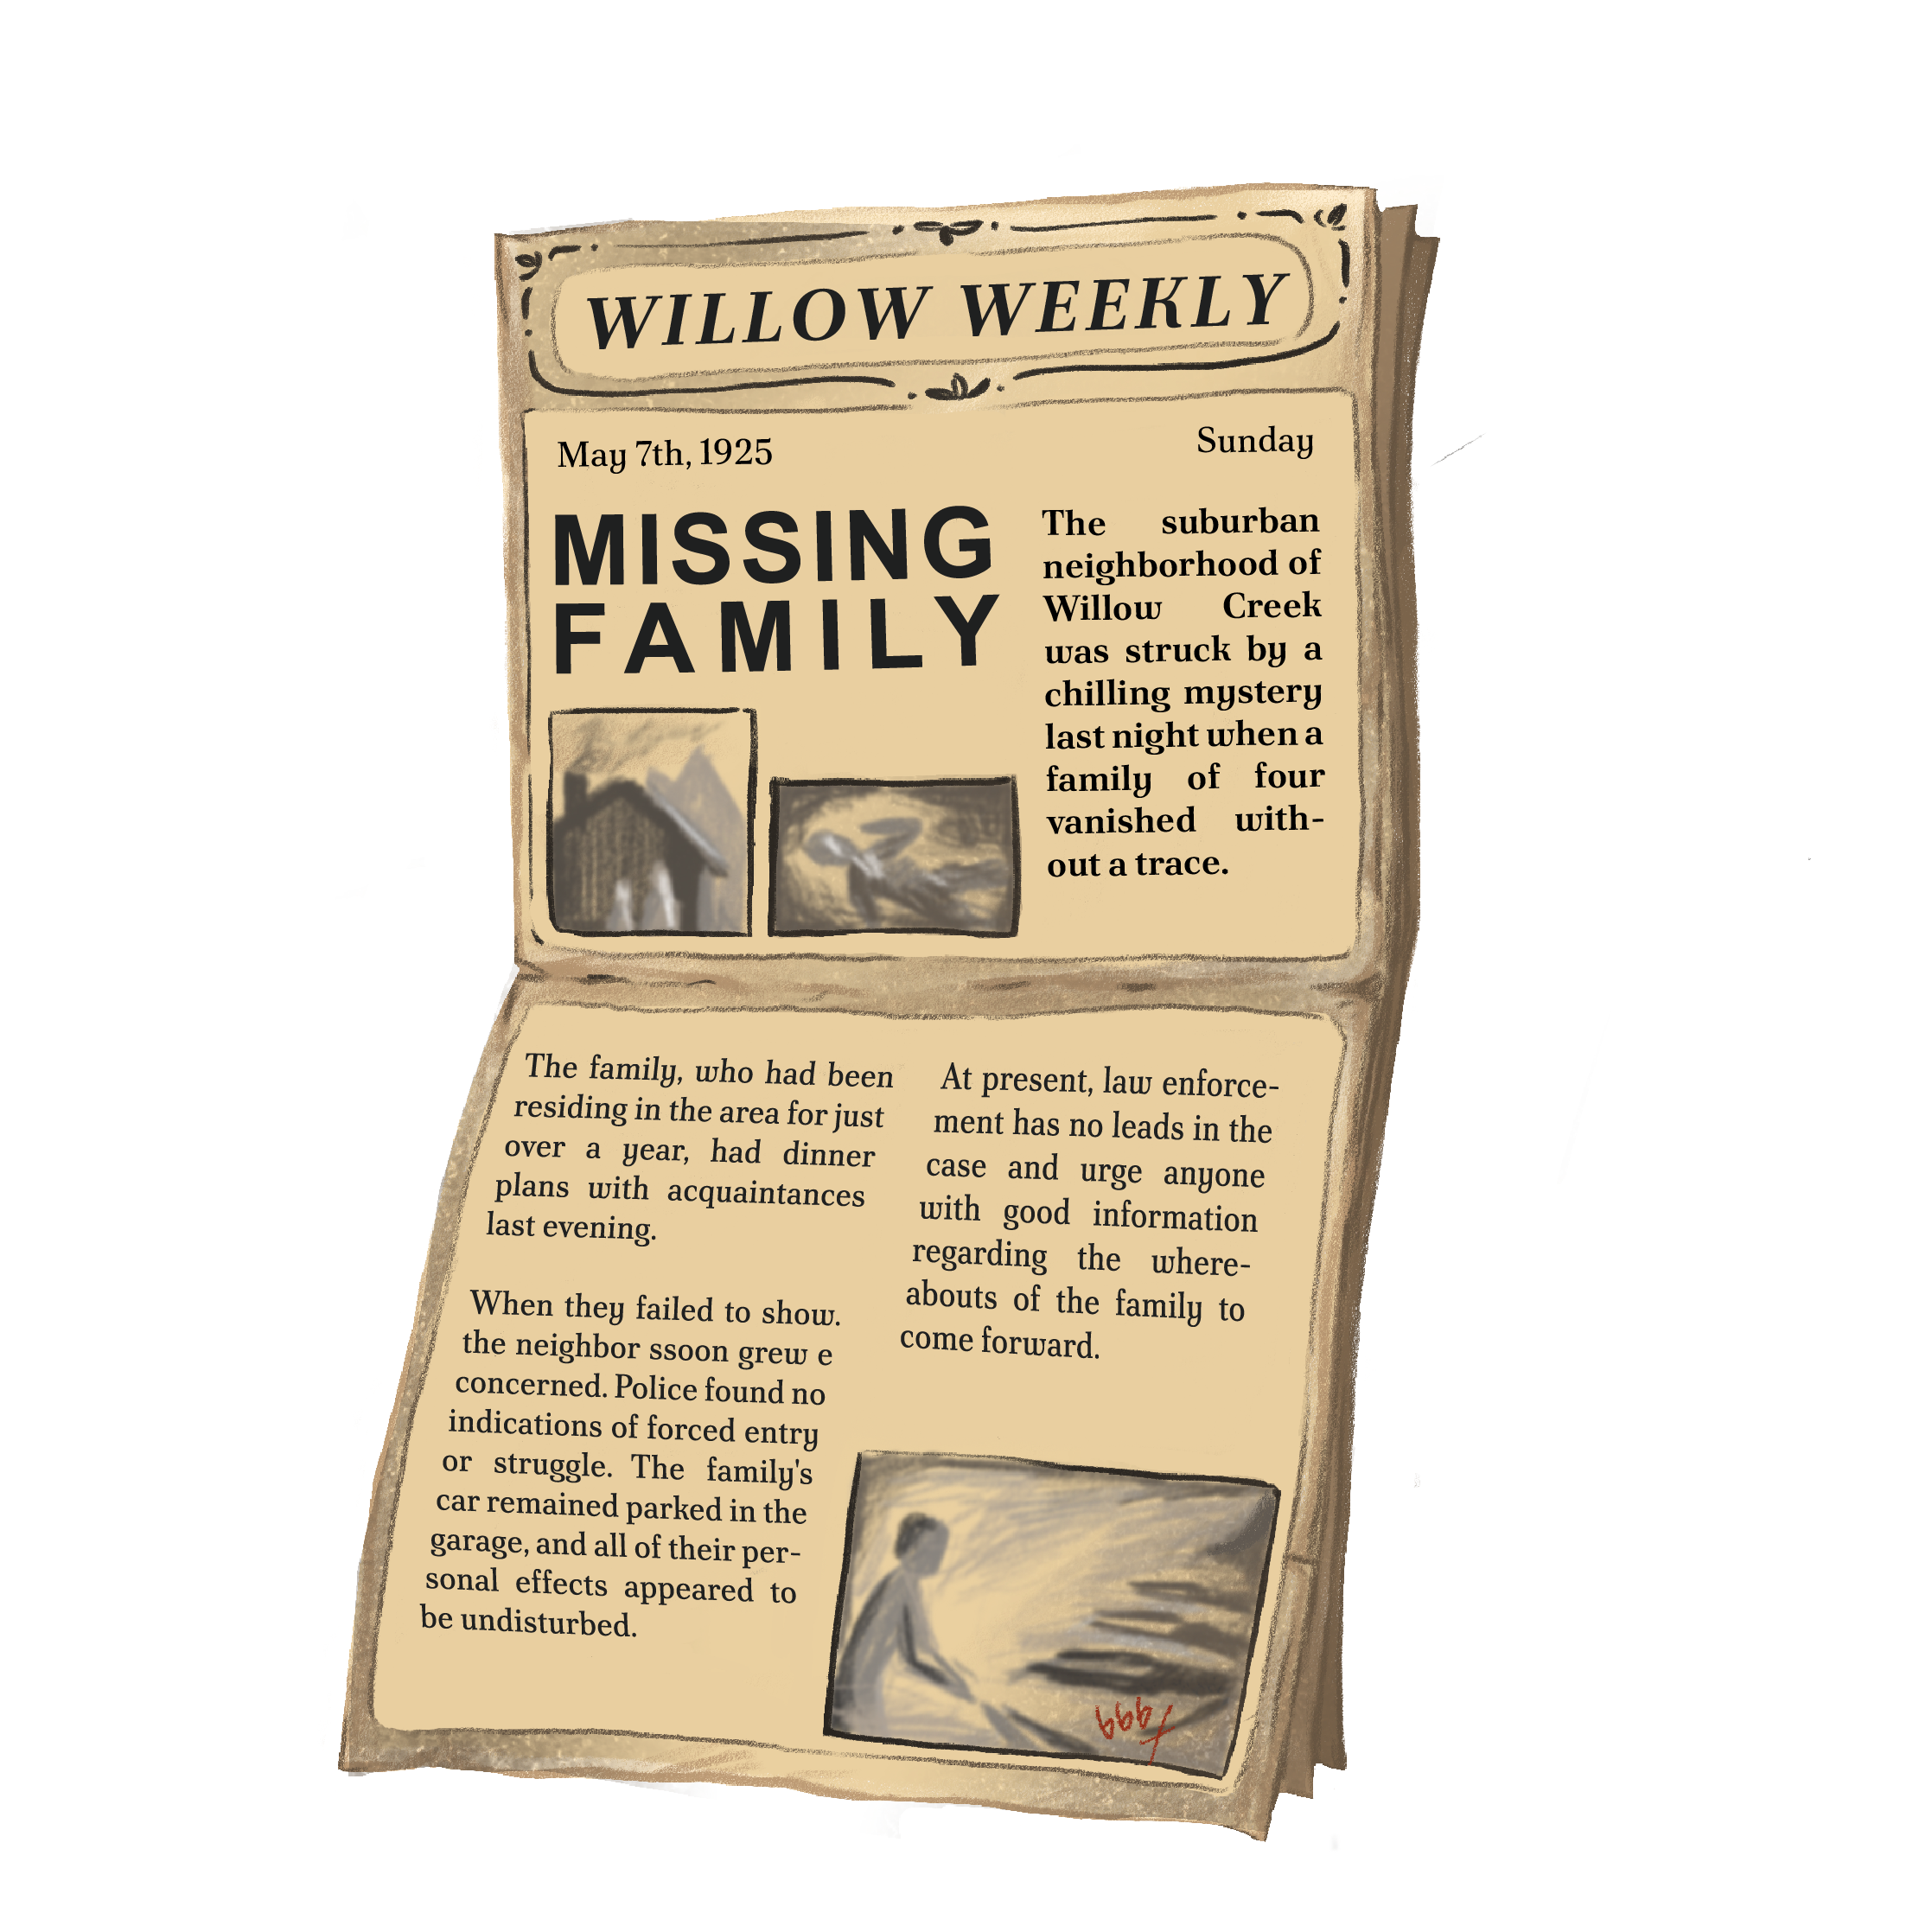 WILLOW WEEKLY
May 7th, 1925
Sunday
MISSING
FAMILY
The suburban
neighborhood of
Willow Creek
was struck by a
chilling mystery
last night when a
family of four
vanished with-
out a trace.
The family, who had been
residing in the area for just
over a year, had dinner
plans with acquaintances
last evening.
When they failed to show.
the neighbor ssoon grew e
concerned. Police found no
indications of forced entry
or struggle. The family's
car remained parked in the
garage, and all of their per-
sonal effects appeared to
be undisturbed.
At present, law enforce-
ment has no leads in the
case and urge anyone
with good information
regarding the where-
abouts of the family to
come forward.